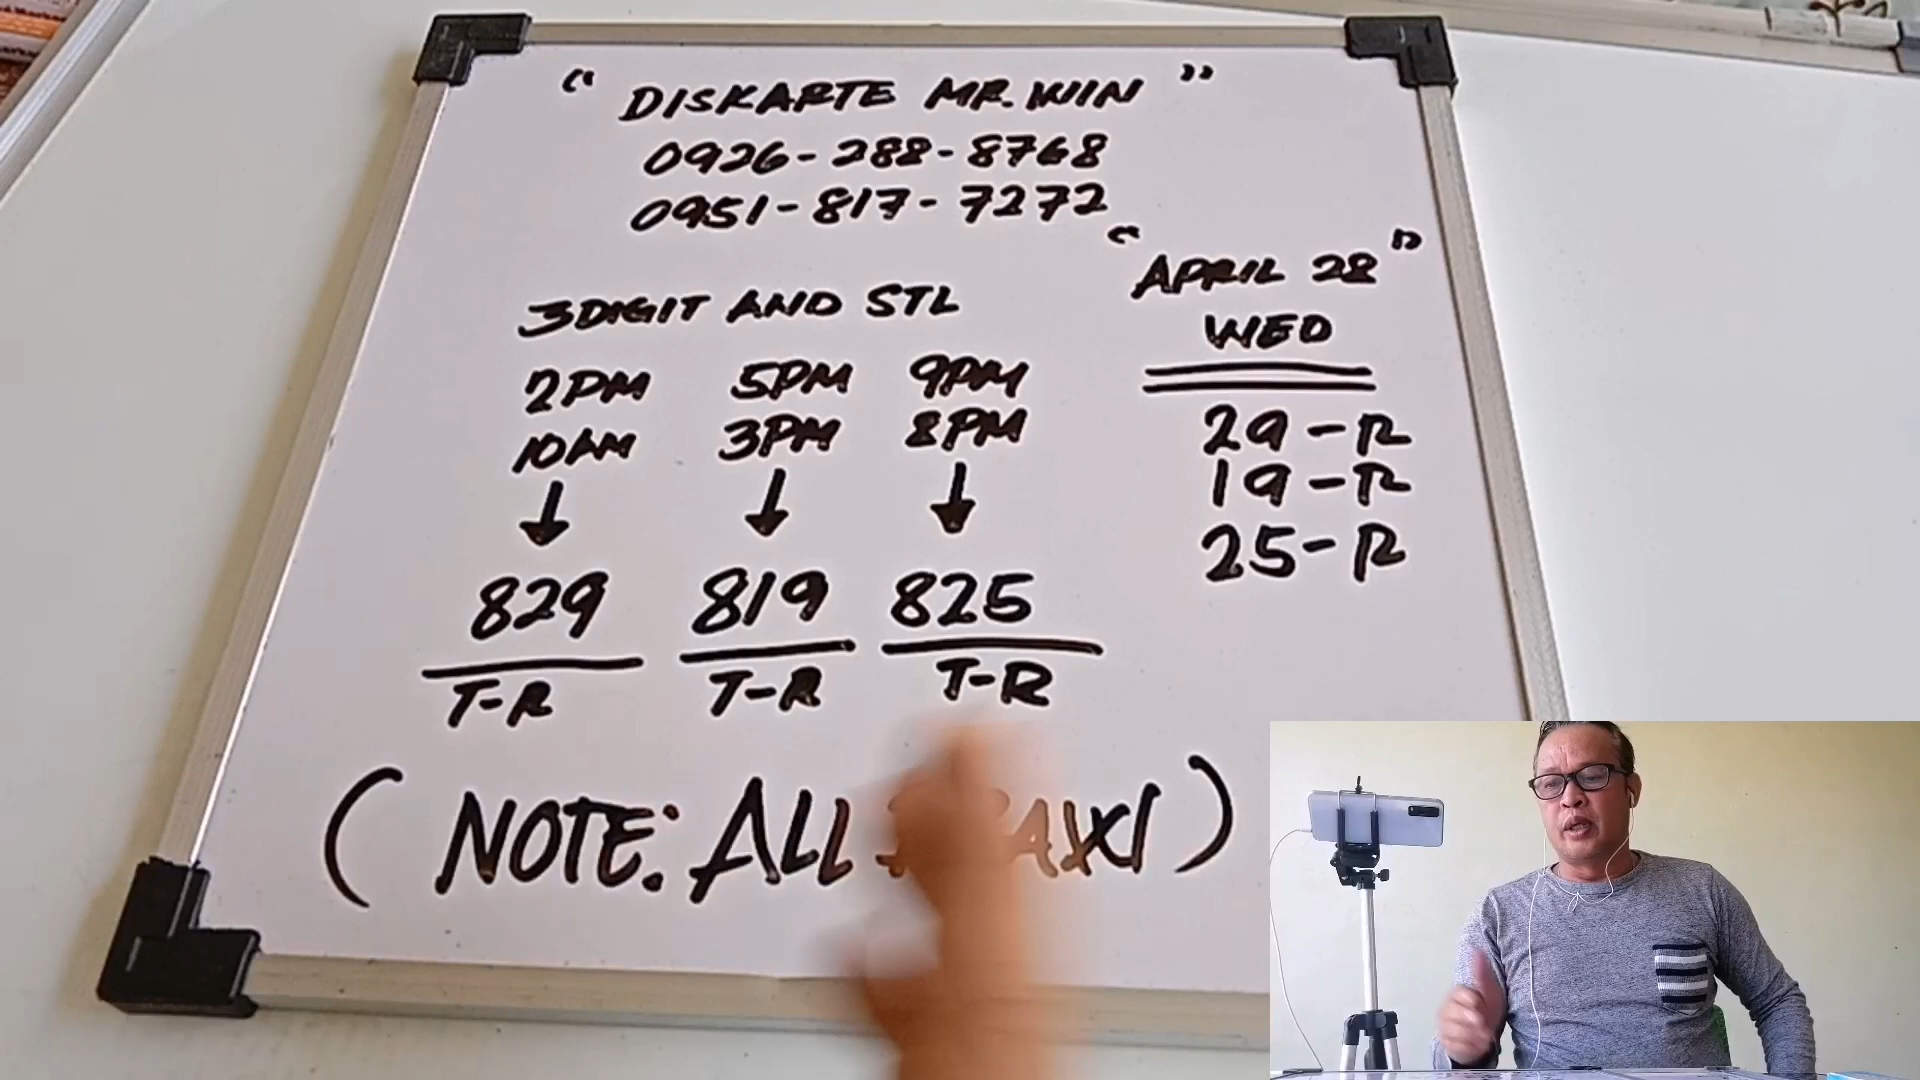 " DISKARTE MR. WIN "
0926-288-8768
0951-817-7272
3 DIGIT AND STL
2PM 5PM 9PM
10AM 3PM 8PM
829 819 825
T-R T-R T-R
(NOTE: ALL
" APRIL 28 "
WED
29-R
19-R
25-R